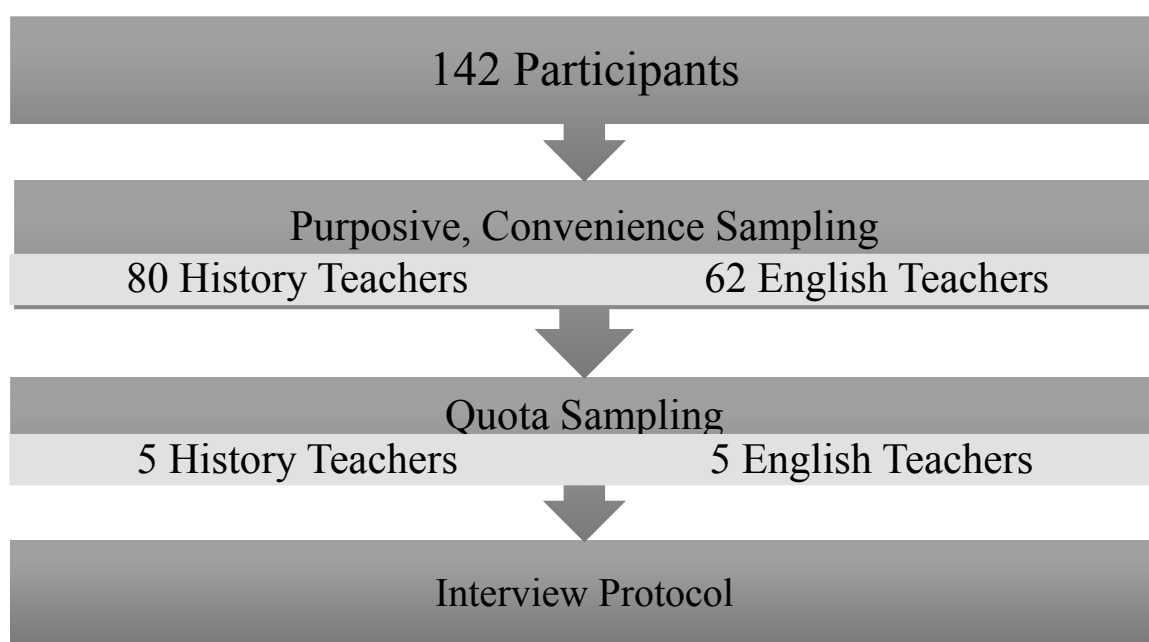 142 Participants
Purposive, Convenience Sampling
80 History Teachers 62 English Teachers
Quota Sampling
5 History Teachers 5 English Teachers
Interview Protocol